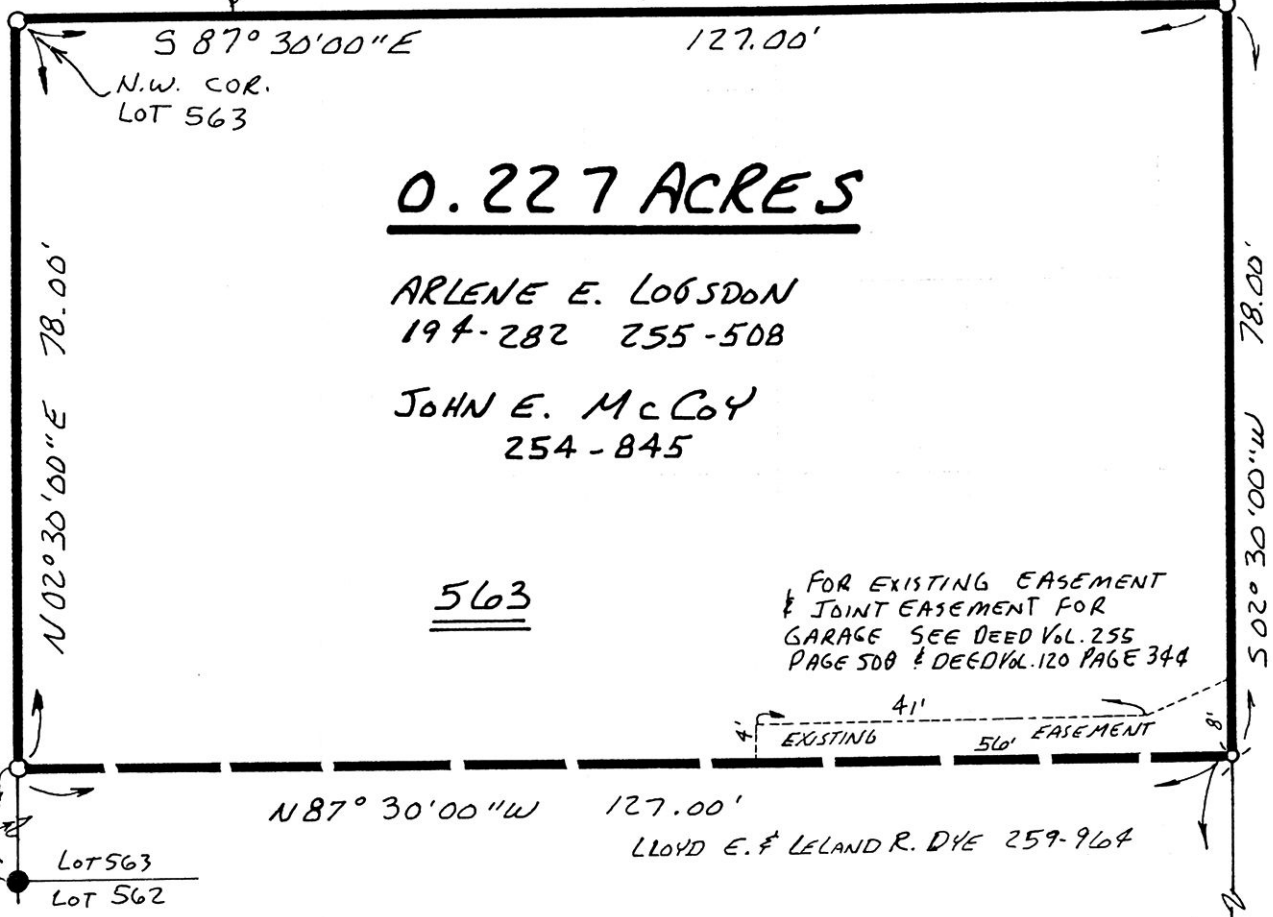 S 87° 30'00"E 127.00'
N.W. COR.
LOT 563
0.227 ACRES
ARLENE E. LOGSDON
194-282 255-508
JOHN E. McCOY
254-845
N 02° 30'00"E 78.00'
S 02° 30'00"W 78.00'
563
FOR EXISTING EASEMENT
& JOINT EASEMENT FOR
GARAGE SEE DEED VOL. 255
PAGE 508 & DEED VOL. 120 PAGE 344
41'
4'
EXISTING 56' EASEMENT
8'
N 87° 30'00"W 127.00'
LLOYD E. & LELAND R. DYE 259-964
LOT 563
LOT 562